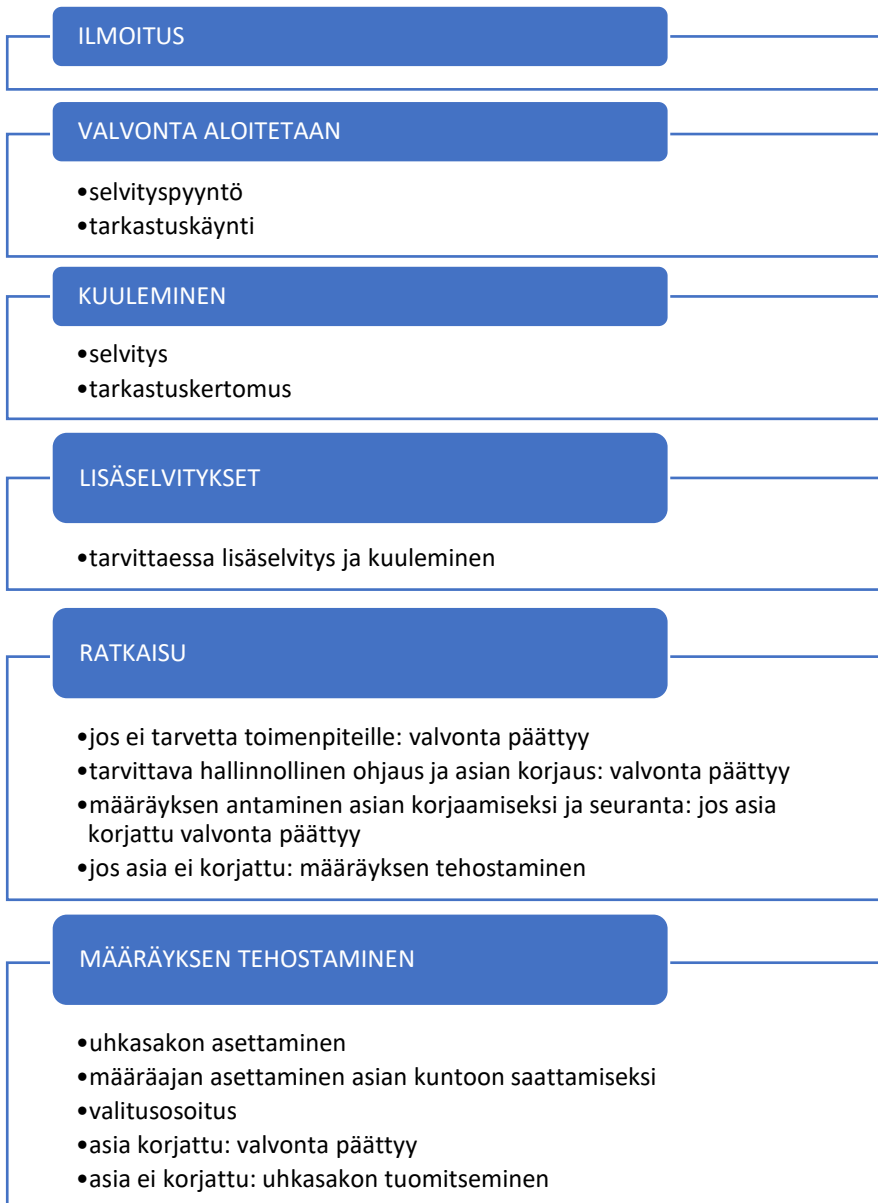 ILMOITUS
VALVONTA ALOITETAAN
•selvityspyyntö
•tarkastuskäynti
KUULEMINEN
•selvitys
•tarkastuskertomus
LISÄSELVITYKSET
•tarvittaessa lisäselvitys ja kuuleminen
RATKAISU
•jos ei tarvetta toimenpiteille: valvonta päättyy
•tarvittava hallinnollinen ohjaus ja asian korjaus: valvonta päättyy
•määräyksen antaminen asian korjaamiseksi ja seuranta: jos asia
korjattu valvonta päättyy
•jos asia ei korjattu: määräyksen tehostaminen
MÄÄRÄYKSEN TEHOSTAMINEN
•uhkasakon asettaminen
•määräajan asettaminen asian kuntoon saattamiseksi
•valitusosoitus
•asia korjattu: valvonta päättyy
•asia ei korjattu: uhkasakon tuomitseminen